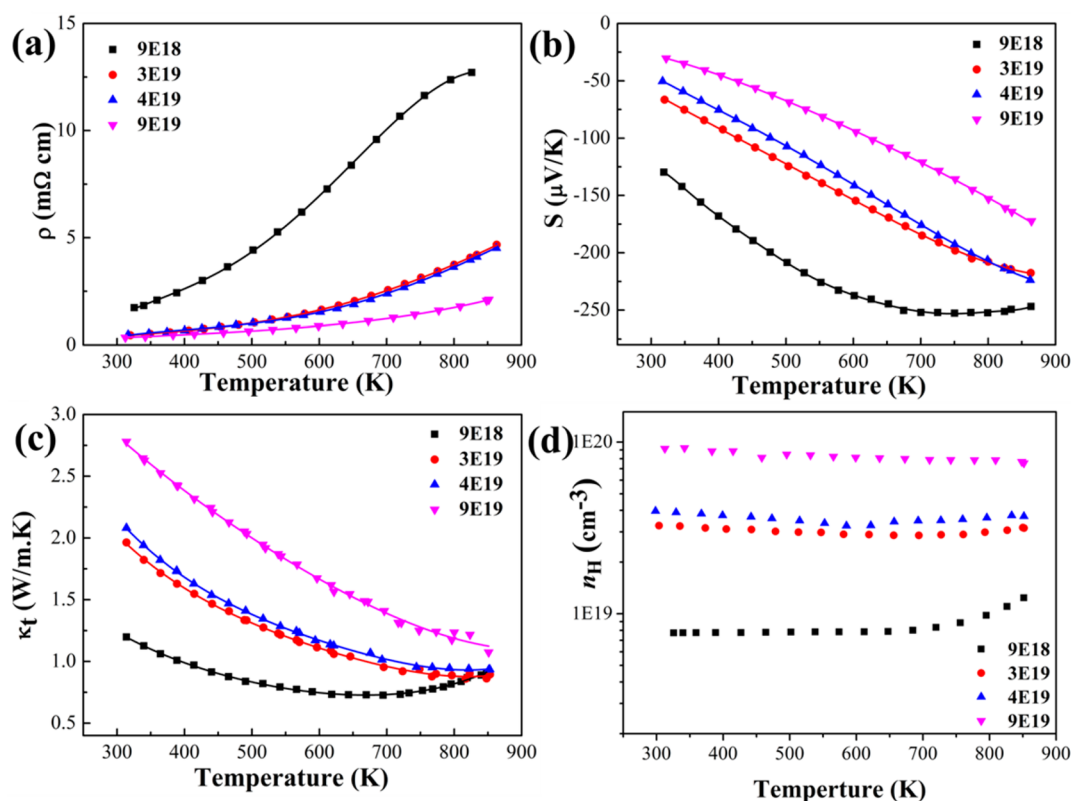 (a)
15
10
5
0
ρ (mΩ cm)
9E18
3E19
4E19
9E19
300 400 500 600 700 800 900
Temperature (K)
(b)
0
-50
-100
-150
-200
-250
S (μV/K)
9E18
3E19
4E19
9E19
300 400 500 600 700 800 900
Temperature (K)
(c)
3.0
2.5
2.0
1.5
1.0
0.5
κt (W/m.K)
9E18
3E19
4E19
9E19
300 400 500 600 700 800 900
Temperature (K)
(d)
1E20
1E19
nH (cm-3)
9E18
3E19
4E19
9E19
300 400 500 600 700 800 900
Temperture (K)